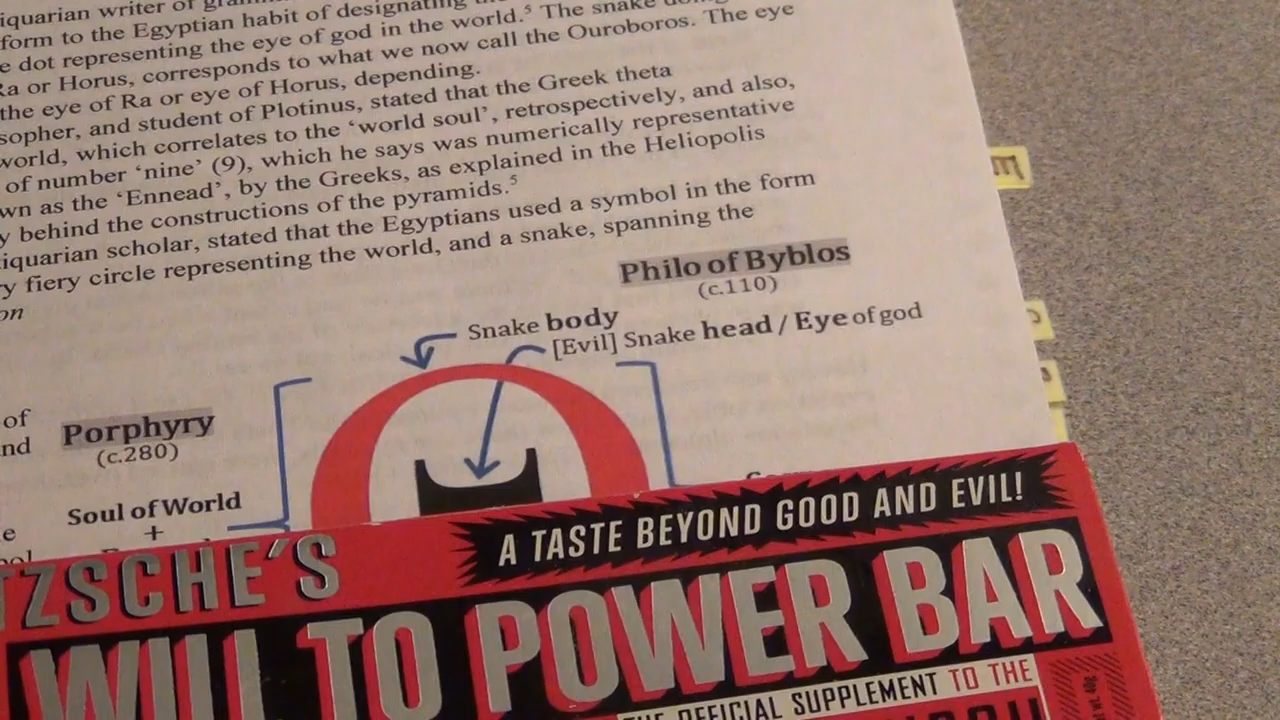 iquarian writer of
form to the Egyptian habit of designating
e dot representing the eye of god in the world.⁵ The snake
Ra or Horus, corresponds to what we now call the Ouroboros. The eye
the eye of Ra or eye of Horus, depending.
sopher, and student of Plotinus, stated that the Greek theta
world, which correlates to the ‘world soul’, retrospectively, and also,
of number ‘nine’ (9), which he says was numerically representative
wn as the ‘Ennead’, by the Greeks, as explained in the Heliopolis
y behind the constructions of the pyramids.⁵
iquarian scholar, stated that the Egyptians used a symbol in the form
y fiery circle representing the world, and a snake, spanning the
on
Philo of Byblos
(c.110)
Snake body
[Evil] Snake head / Eye of god
of
nd
Porphyry
(c.280)
Soul of World
+
e
E
TZSCHE'S
A TASTE BEYOND GOOD AND EVIL!
WILL TO POWER BAR
THE OFFICIAL SUPPLEMENT TO THE